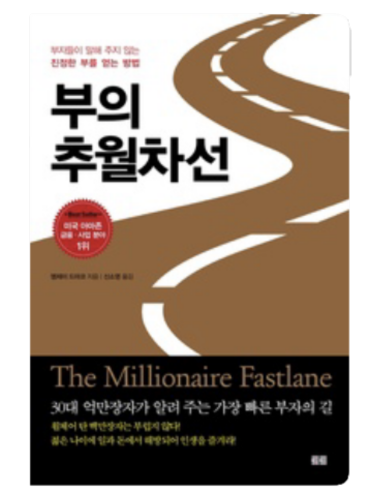 부자들이 말해 주지 않는
진정한 부를 얻는 방법
부의
추월차선
Best Seller
미국 아마존
금융·사업 분야
1위
엠제이 드마코 지음 | 신소영 옮김
The Millionaire Fastlane
30대 억만장자가 알려 주는 가장 빠른 부자의 길
휠체어 탄 백만장자는 부럽지 않다!
젊은 나이에 일과 돈에서 해방되어 인생을 즐겨라!
토트